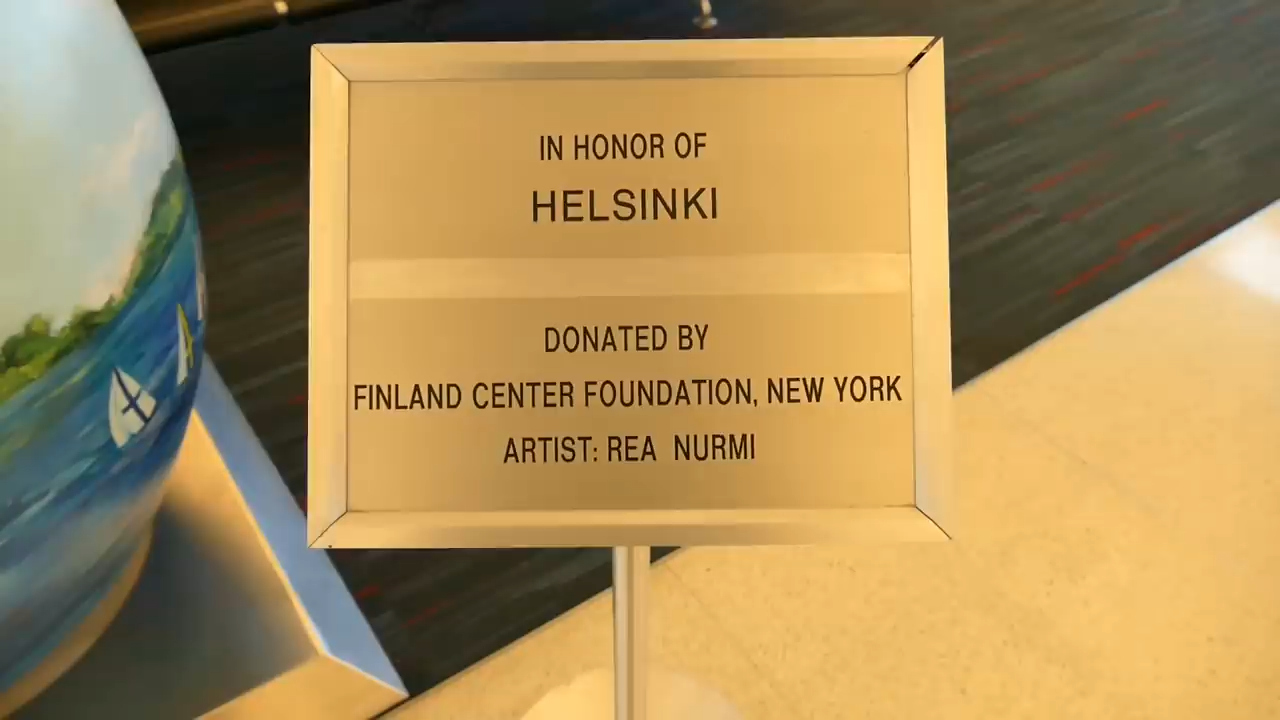 IN HONOR OF
HELSINKI
DONATED BY
FINLAND CENTER FOUNDATION, NEW YORK
ARTIST: REA NURMI